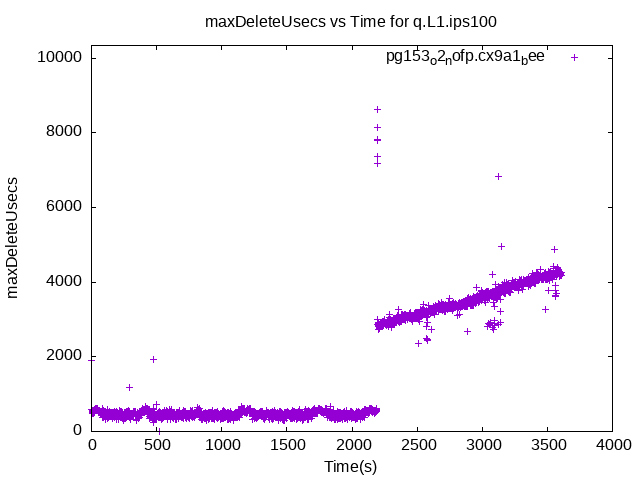 maxDeleteUsecs vs Time for q.L1.ips100
pg153o2nofp.cx9a1bee
maxDeleteUsecs
10000
8000
6000
4000
2000
0
0 500 1000 1500 2000 2500 3000 3500 4000
Time(s)